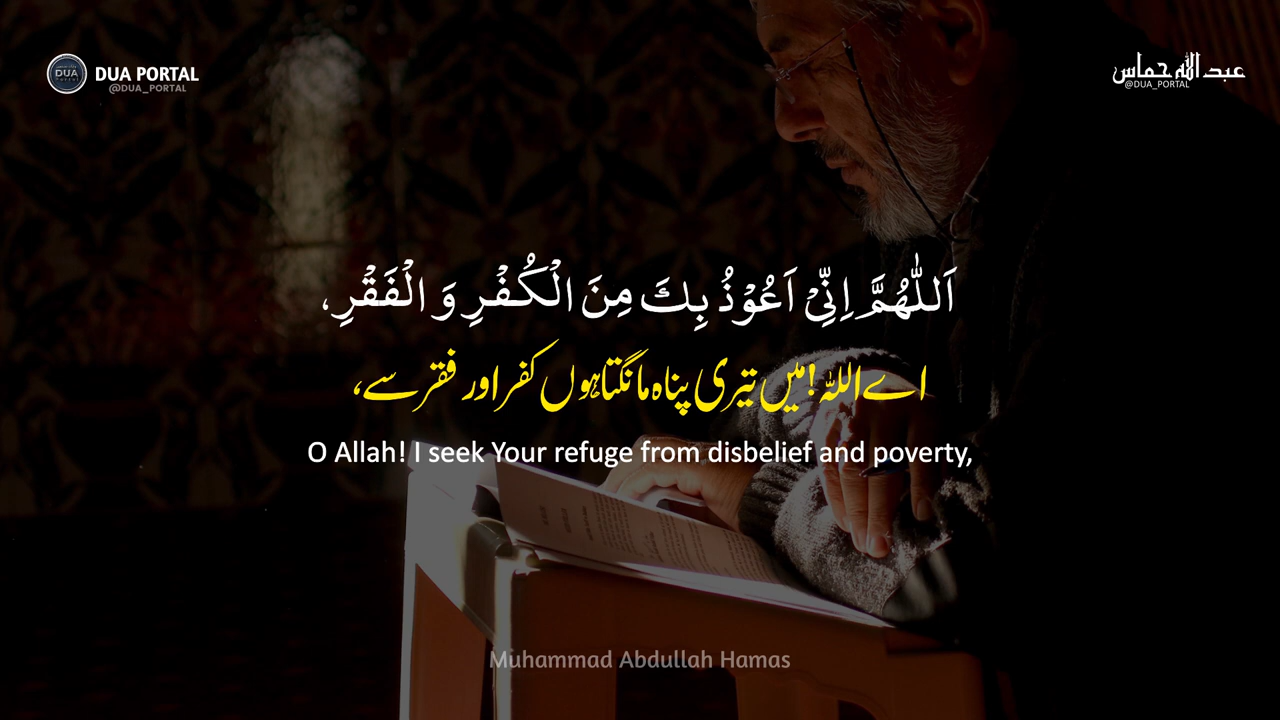 DUA PORTAL
@DUA_PORTAL
عبد الله حماس
@DUA_PORTAL
اَللّٰهُمَّ اِنِّیْۤ اَعُوْذُ بِكَ مِنَ الْكُفْرِ وَ الْفَقْرِ،
اے اللہ! میں تیری پناہ مانگتا ہوں کفر اور فقر سے،
O Allah! I seek Your refuge from disbelief and poverty,
Muhammad Abdullah Hamas